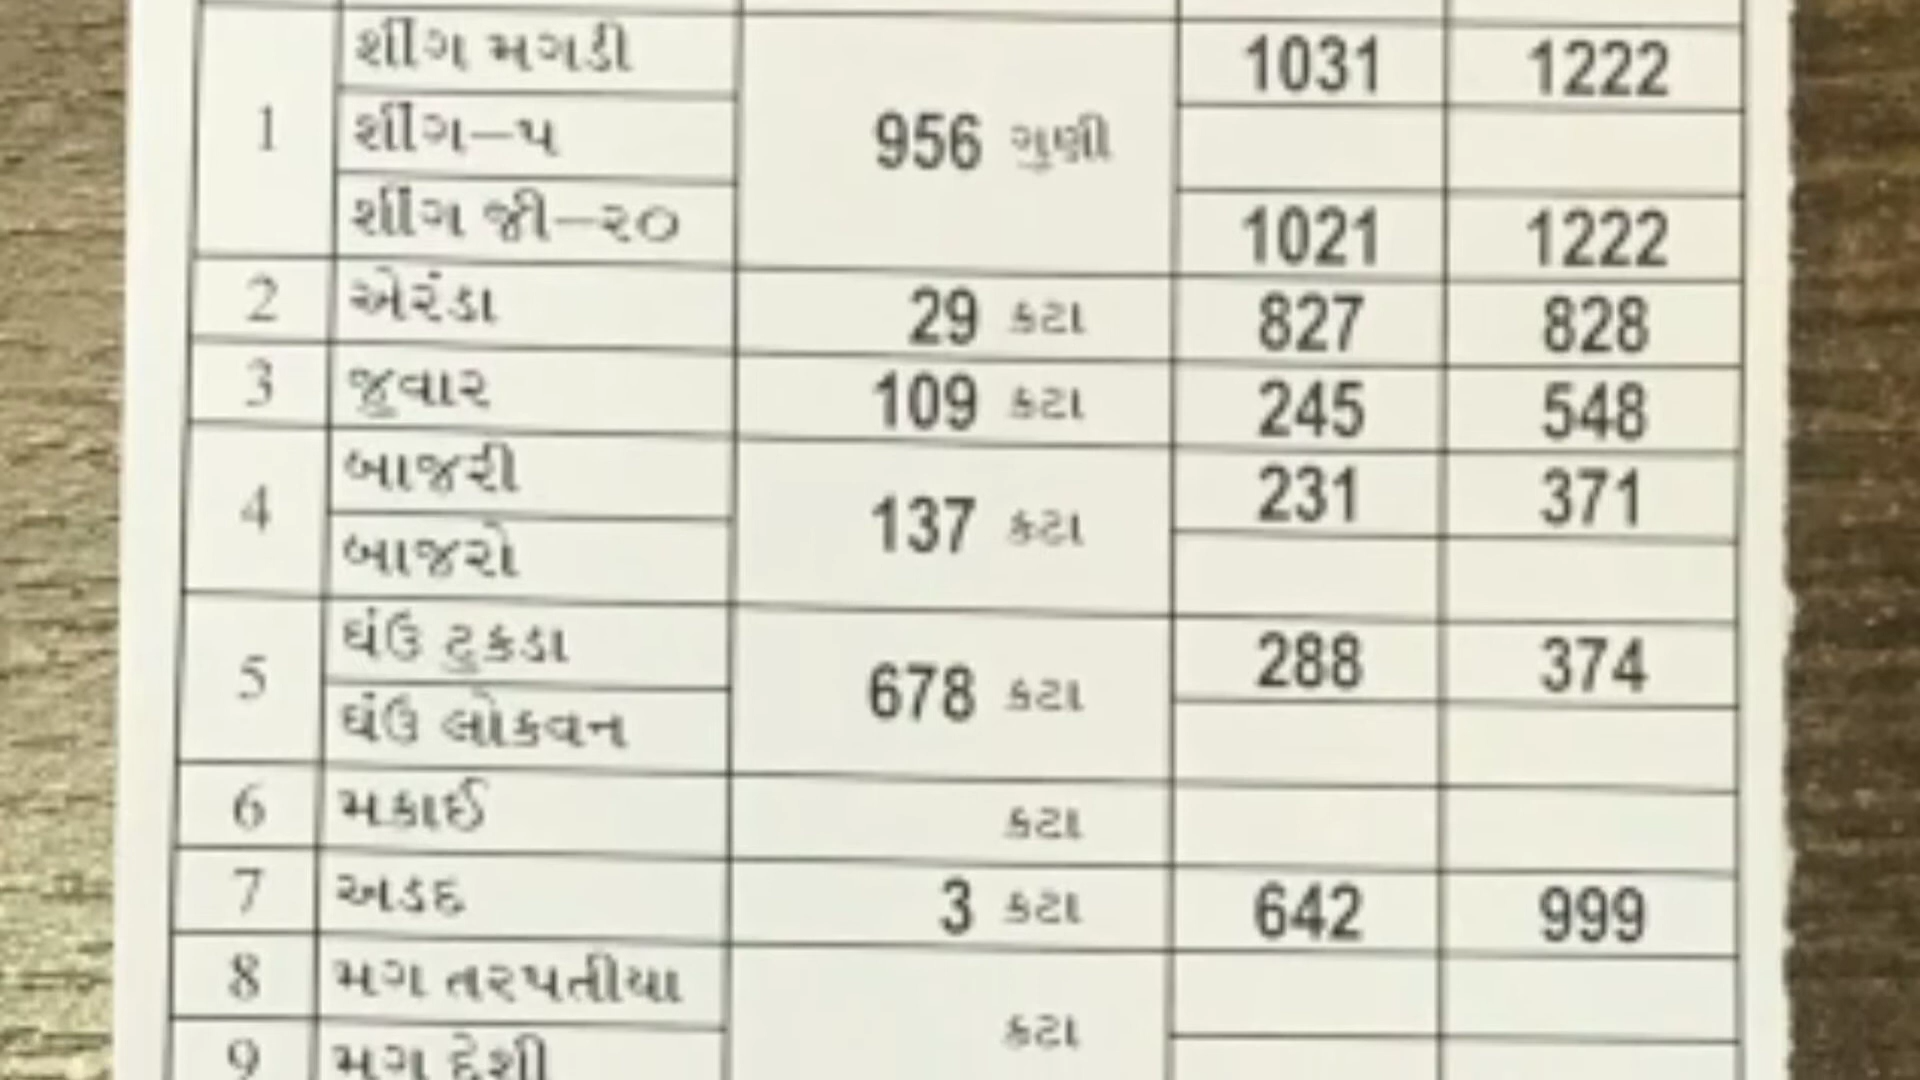 1 શીંગ મગડી 956 ગુણી 1031 1222
શીંગ-૫
શીંગ જી-૨૦ 1021 1222
2 એરંડા 29 કટા 827 828
3 જુવાર 109 કટા 245 548
4 બાજરી 137 કટા 231 371
બાજરો
5 ઘંઉ ટુકડા 678 કટા 288 374
ઘંઉ લોકવન
6 મકાઈ કટા
7 અડદ 3 કટા 642 999
8 મગ તરપતીયા કટા
9 મગ દેશી